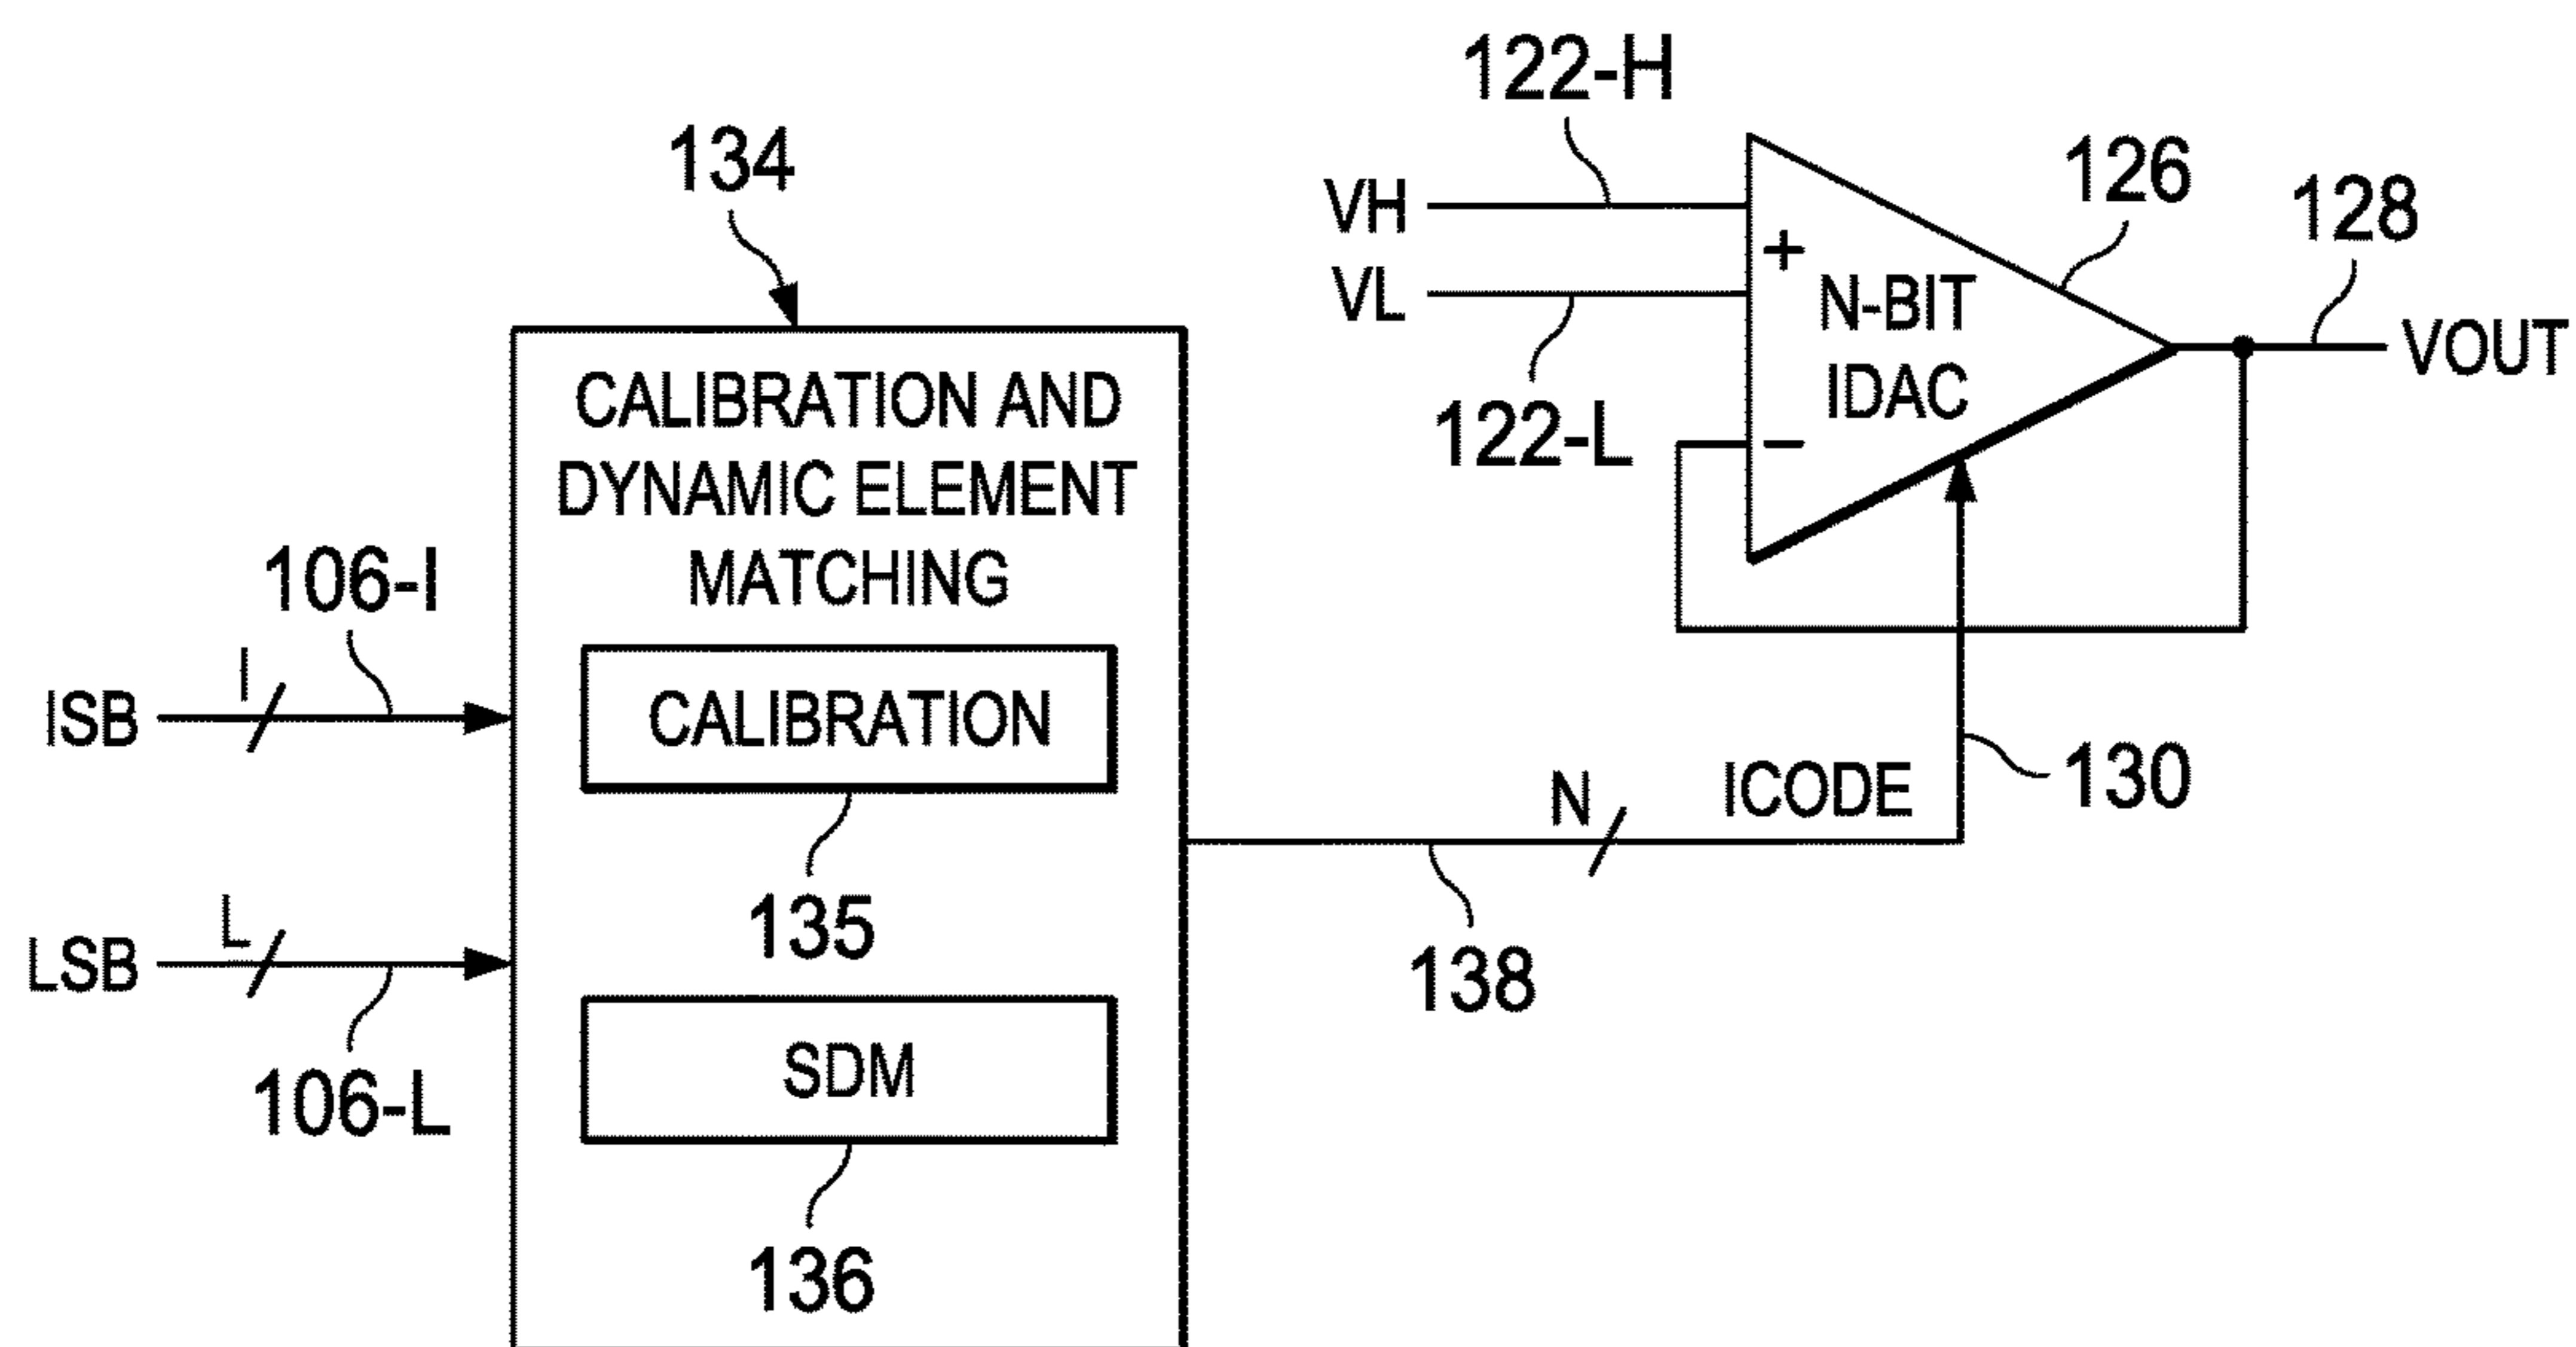 122-H
134
126
VH
128
+
N-BIT
IDAC
VL
VOUT
122-L
−
CALIBRATION AND
DYNAMIC ELEMENT
MATCHING
106-I
I
ISB
CALIBRATION
130
N
ICODE
135
138
L
LSB
106-L
SDM
136